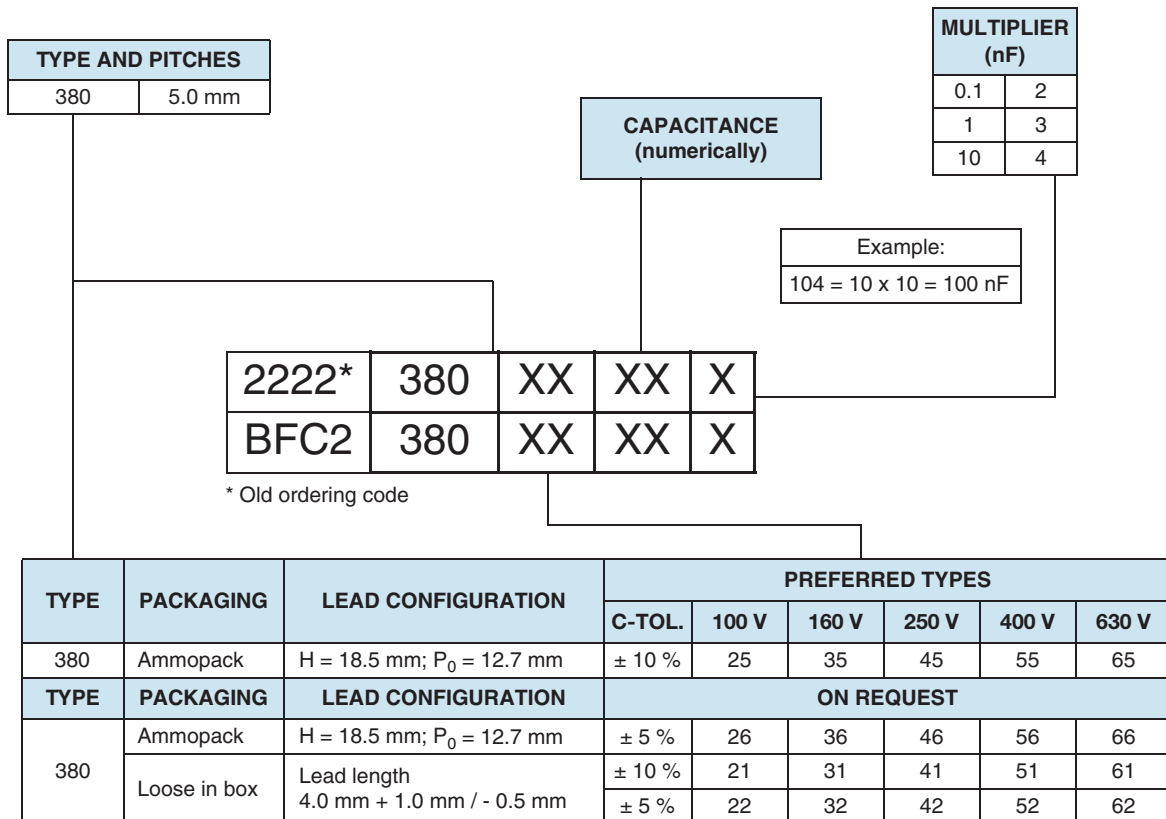 TYPE AND PITCHES
380 5.0 mm
CAPACITANCE
(numerically)
MULTIPLIER
(nF)
0.1 2
1 3
10 4
Example:
104 = 10 x 10 = 100 nF
2222* 380 XX XX X
BFC2 380 XX XX X
* Old ordering code
TYPE PACKAGING LEAD CONFIGURATION PREFERRED TYPES
C-TOL. 100 V 160 V 250 V 400 V 630 V
380 Ammopack H = 18.5 mm; P0 = 12.7 mm ± 10 % 25 35 45 55 65
TYPE PACKAGING LEAD CONFIGURATION ON REQUEST
380 Ammopack H = 18.5 mm; P0 = 12.7 mm ± 5 % 26 36 46 56 66
Loose in box Lead length
4.0 mm + 1.0 mm / - 0.5 mm
± 10 % 21 31 41 51 61
± 5 % 22 32 42 52 62